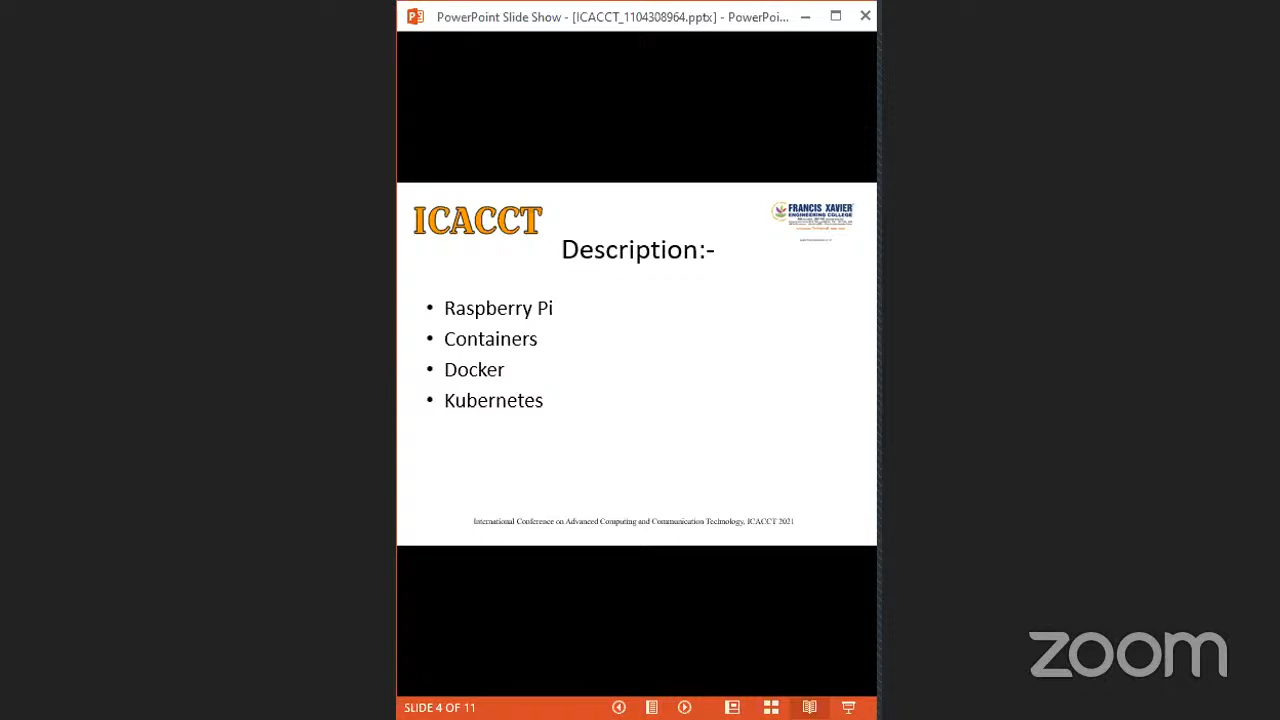 PowerPoint Slide Show - [ICACCT_1104308964.pptx] - PowerPoi...
ICACCT
FRANCIS XAVIER
ENGINEERING COLLEGE
Description:-
• Raspberry Pi
• Containers
• Docker
• Kubernetes
International Conference on Advanced Computing and Communication Technology, ICACCT 2021
zoom
SLIDE 4 OF 11